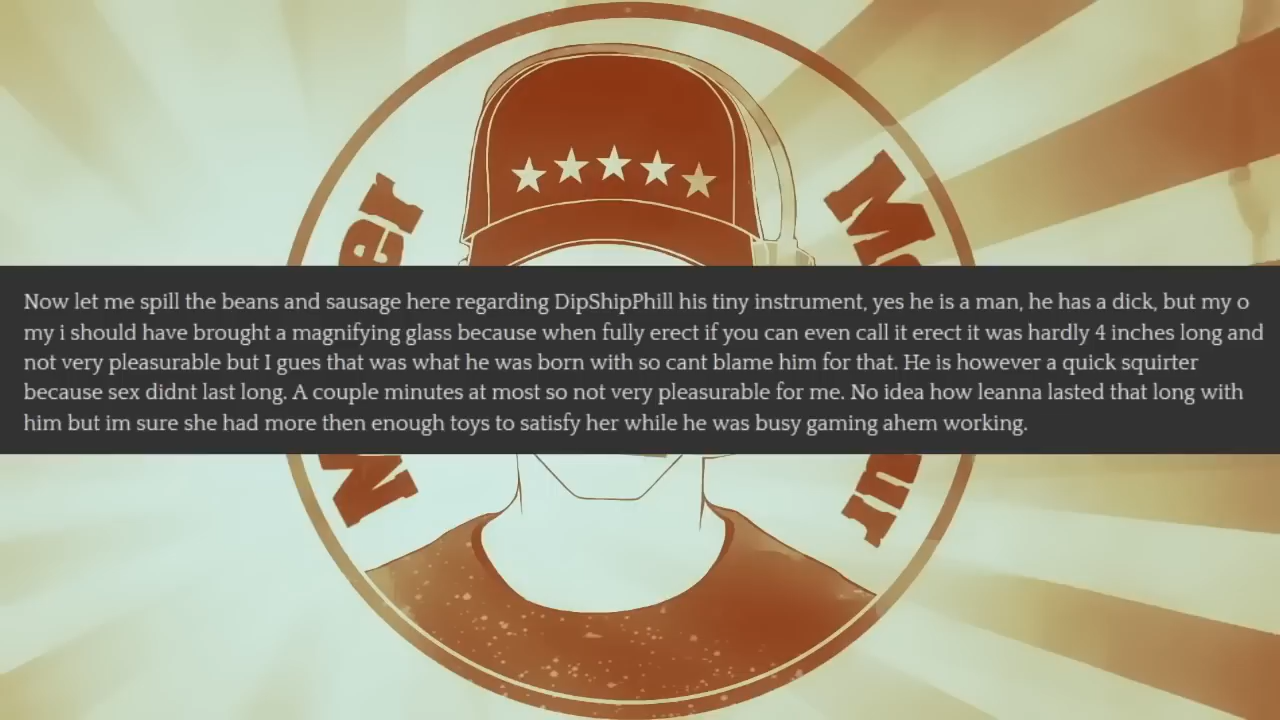 Now let me spill the beans and sausage here regarding DipShipPhill his tiny instrument, yes he is a man, he has a dick, but my o
my i should have brought a magnifying glass because when fully erect if you can even call it erect it was hardly 4 inches long and
not very pleasurable but I gues that was what he was born with so cant blame him for that. He is however a quick squirter
because sex didnt last long. A couple minutes at most so not very pleasurable for me. No idea how leanna lasted that long with
him but im sure she had more then enough toys to satisfy her while he was busy gaming ahem working.